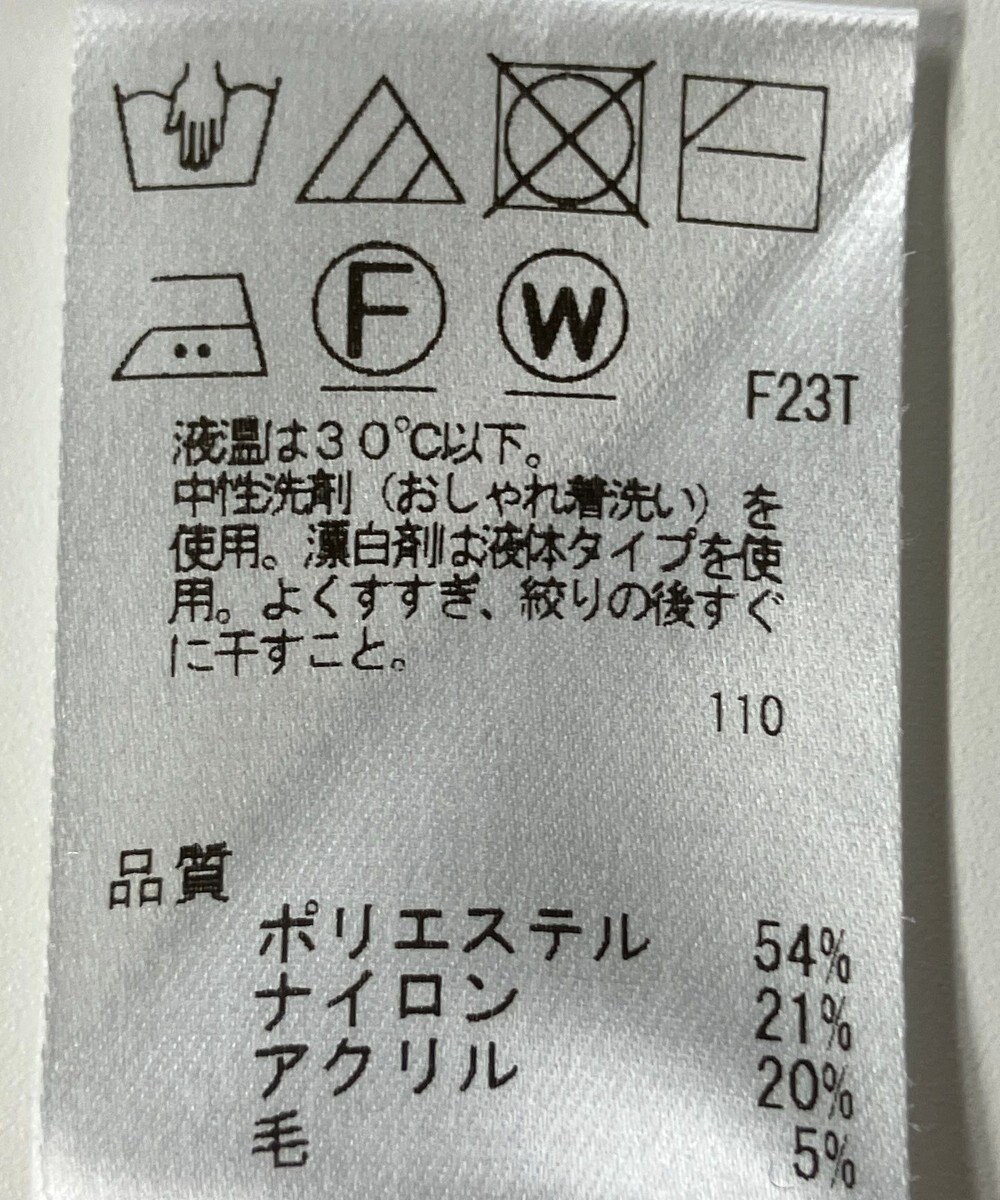 F
W
F23T
液温は30℃以下。
中性洗剤(おしゃれ着洗い)を
使用。漂白剤は液体タイプを使
用。よくすすぎ、絞りの後すぐ
に干すこと。
110
品質
ポリエステル 54%
ナイロン 21%
アクリル 20%
毛 5%